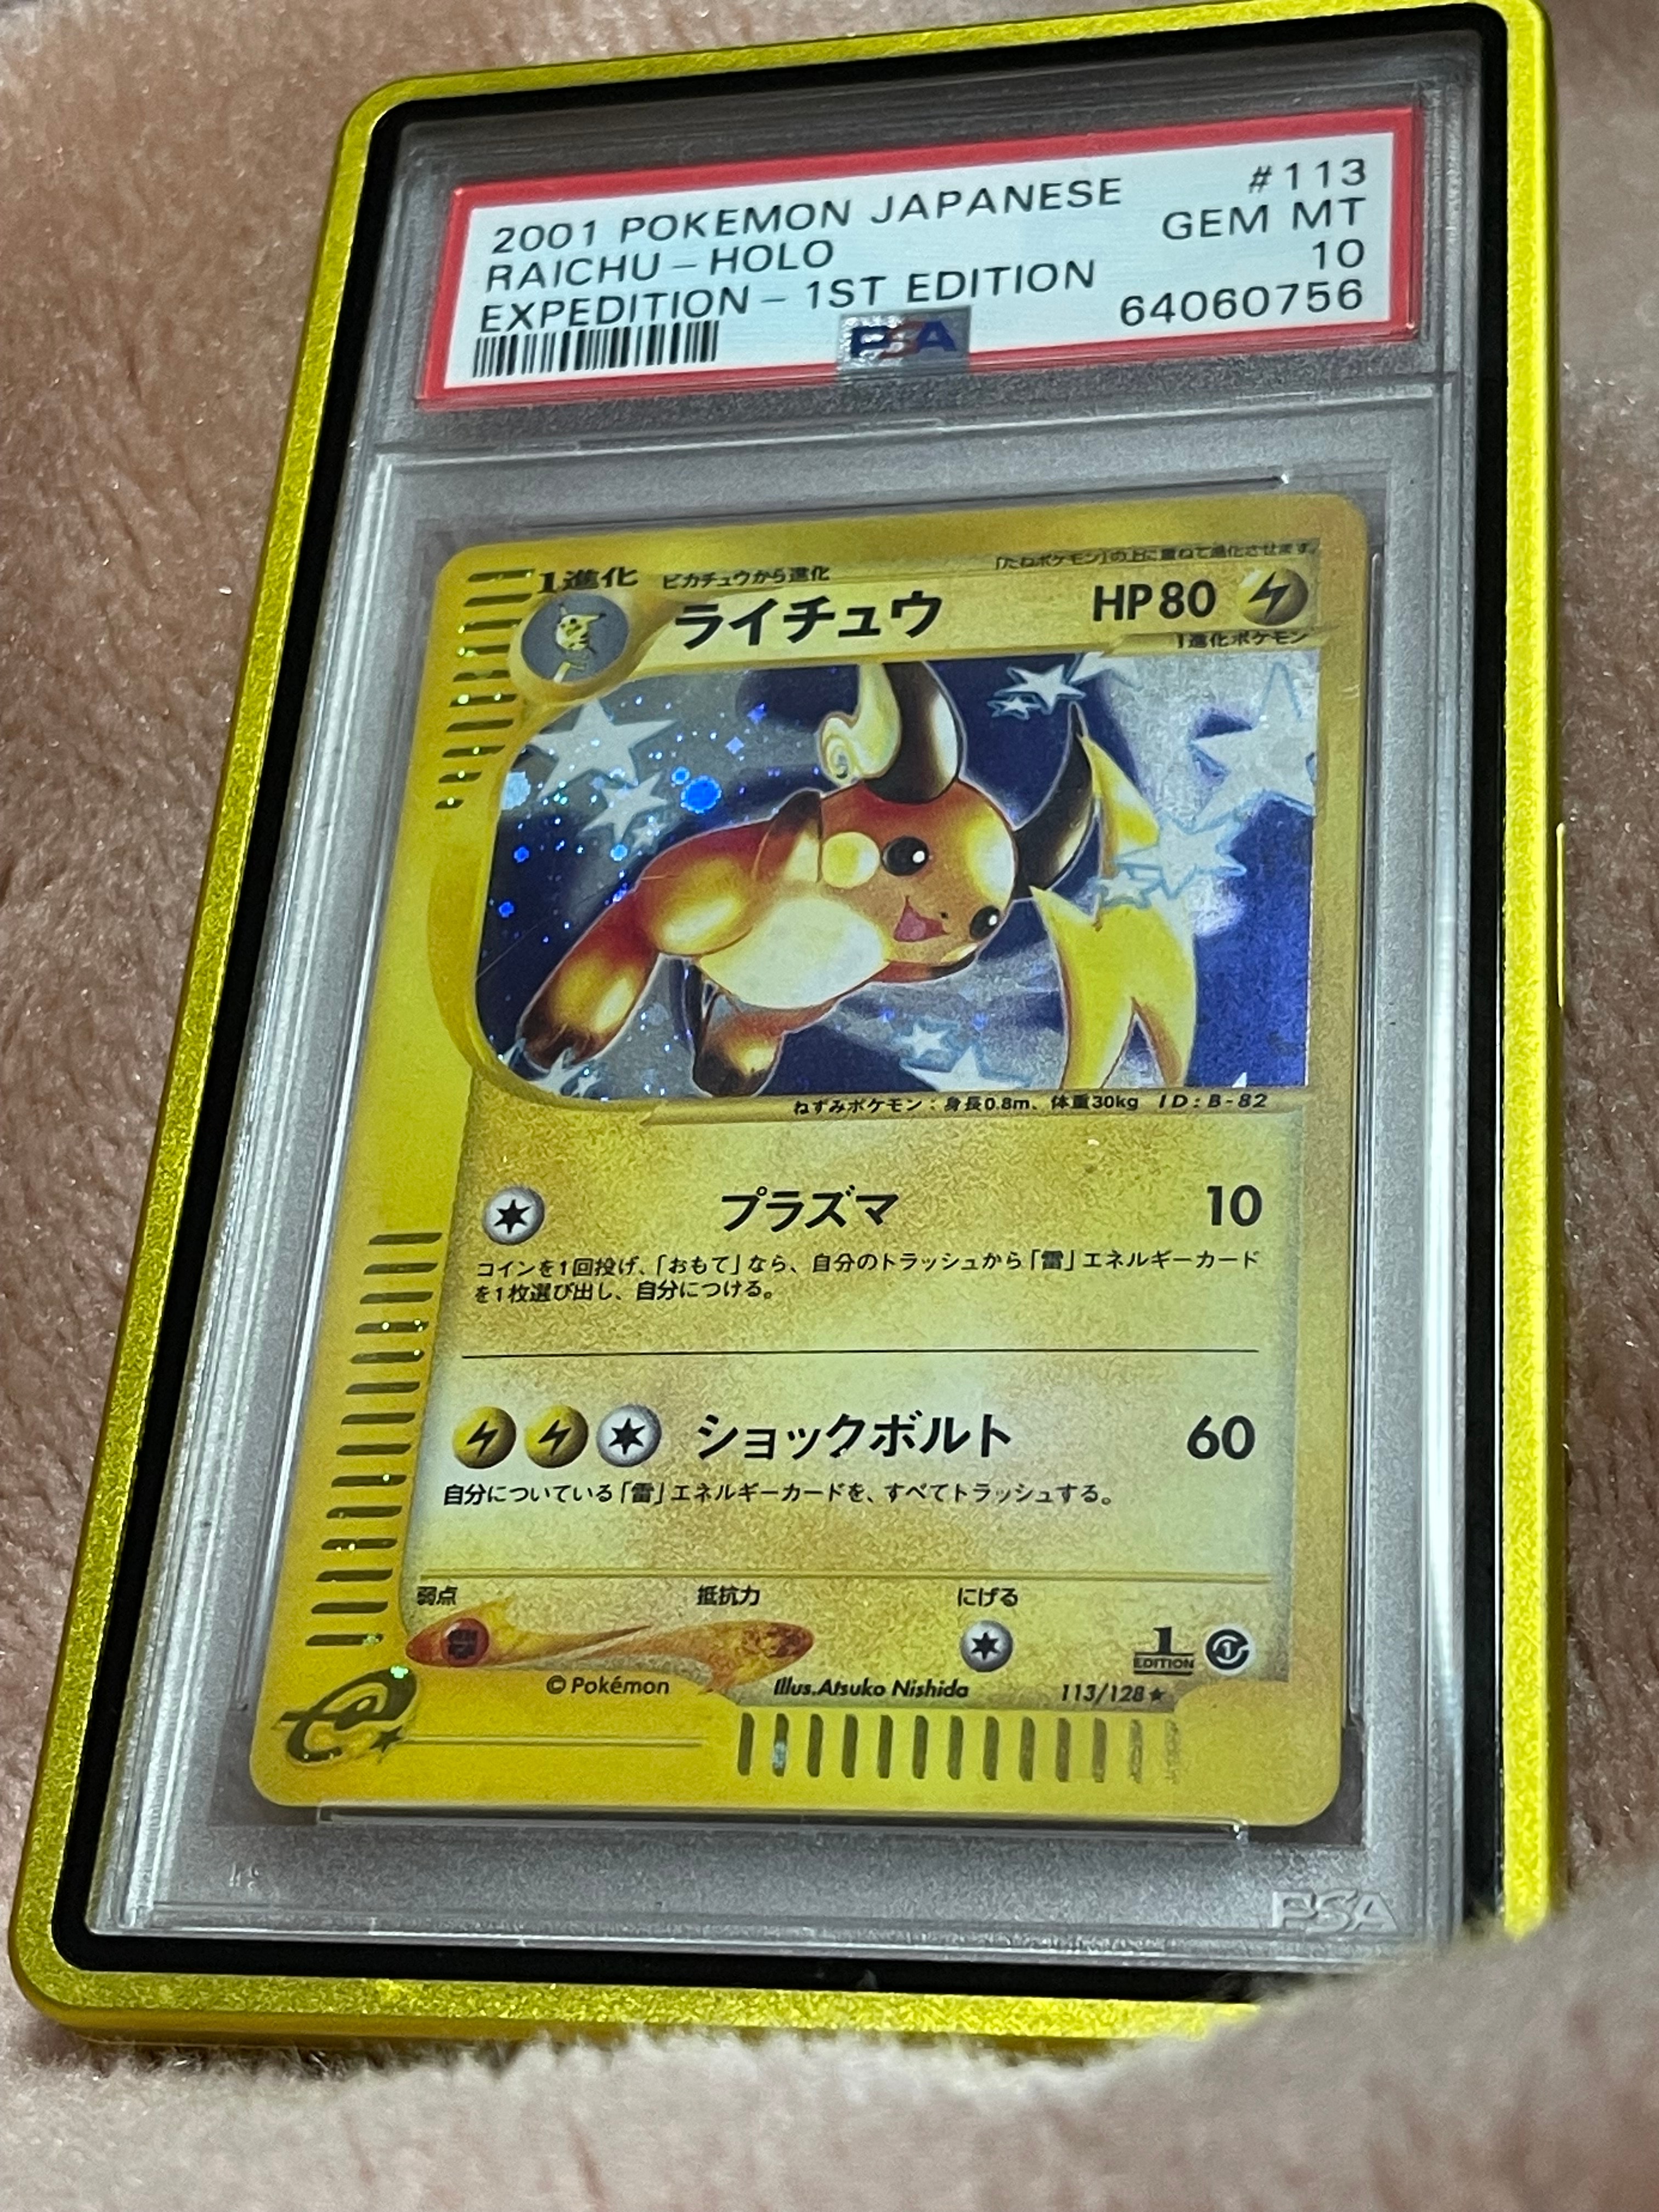 2001 POKEMON JAPANESE #113
RAICHU - HOLO GEM MT
EXPEDITION - 1ST EDITION 10
64060756
PSA
1進化 ピカチュウから進化 「たねポケモン」の上に重ねて進化させます。
ライチュウ HP80
1進化ポケモン
ねずみポケモン：身長0.8m、体重30kg ID:B-82
プラズマ 10
コインを1回投げ、「おもて」なら、自分のトラッシュから「雷」エネルギーカード
を1枚選び出し、自分につける。
ショックボルト 60
自分についている「雷」エネルギーカードを、すべてトラッシュする。
弱点 抵抗力 にげる
1 EDITION 1
© Pokémon Illus.Atsuko Nishida 113/128★
e
PSA